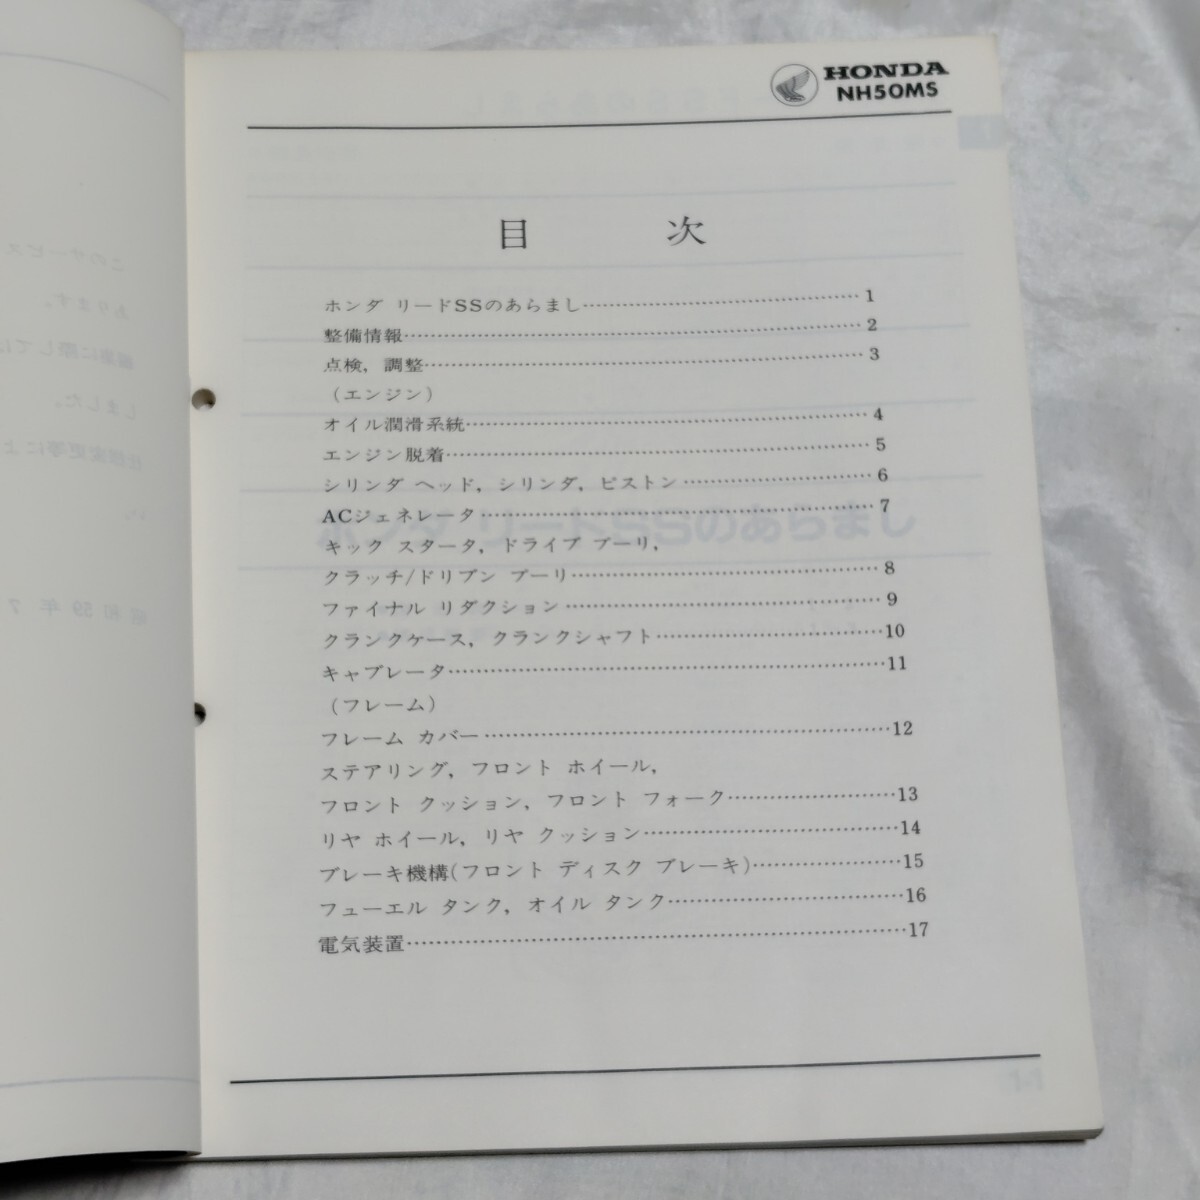 HONDA
NH50MS
目次
ホンダ リードSSのあらまし……1
整備情報……2
点検, 調整……3
(エンジン)
オイル潤滑系統……4
エンジン脱着……5
シリンダ ヘッド, シリンダ, ピストン……6
ACジェネレータ……7
キック スタータ, ドライブ プーリ,
クラッチ/ドリブン プーリ……8
ファイナル リダクション……9
クランクケース, クランクシャフト……10
キャブレータ……11
(フレーム)
フレーム カバー……12
ステアリング, フロント ホイール,
フロント クッション, フロント フォーク……13
リヤ ホイール, リヤ クッション……14
ブレーキ機構(フロント ディスク ブレーキ)……15
フューエル タンク, オイル タンク……16
電気装置……17